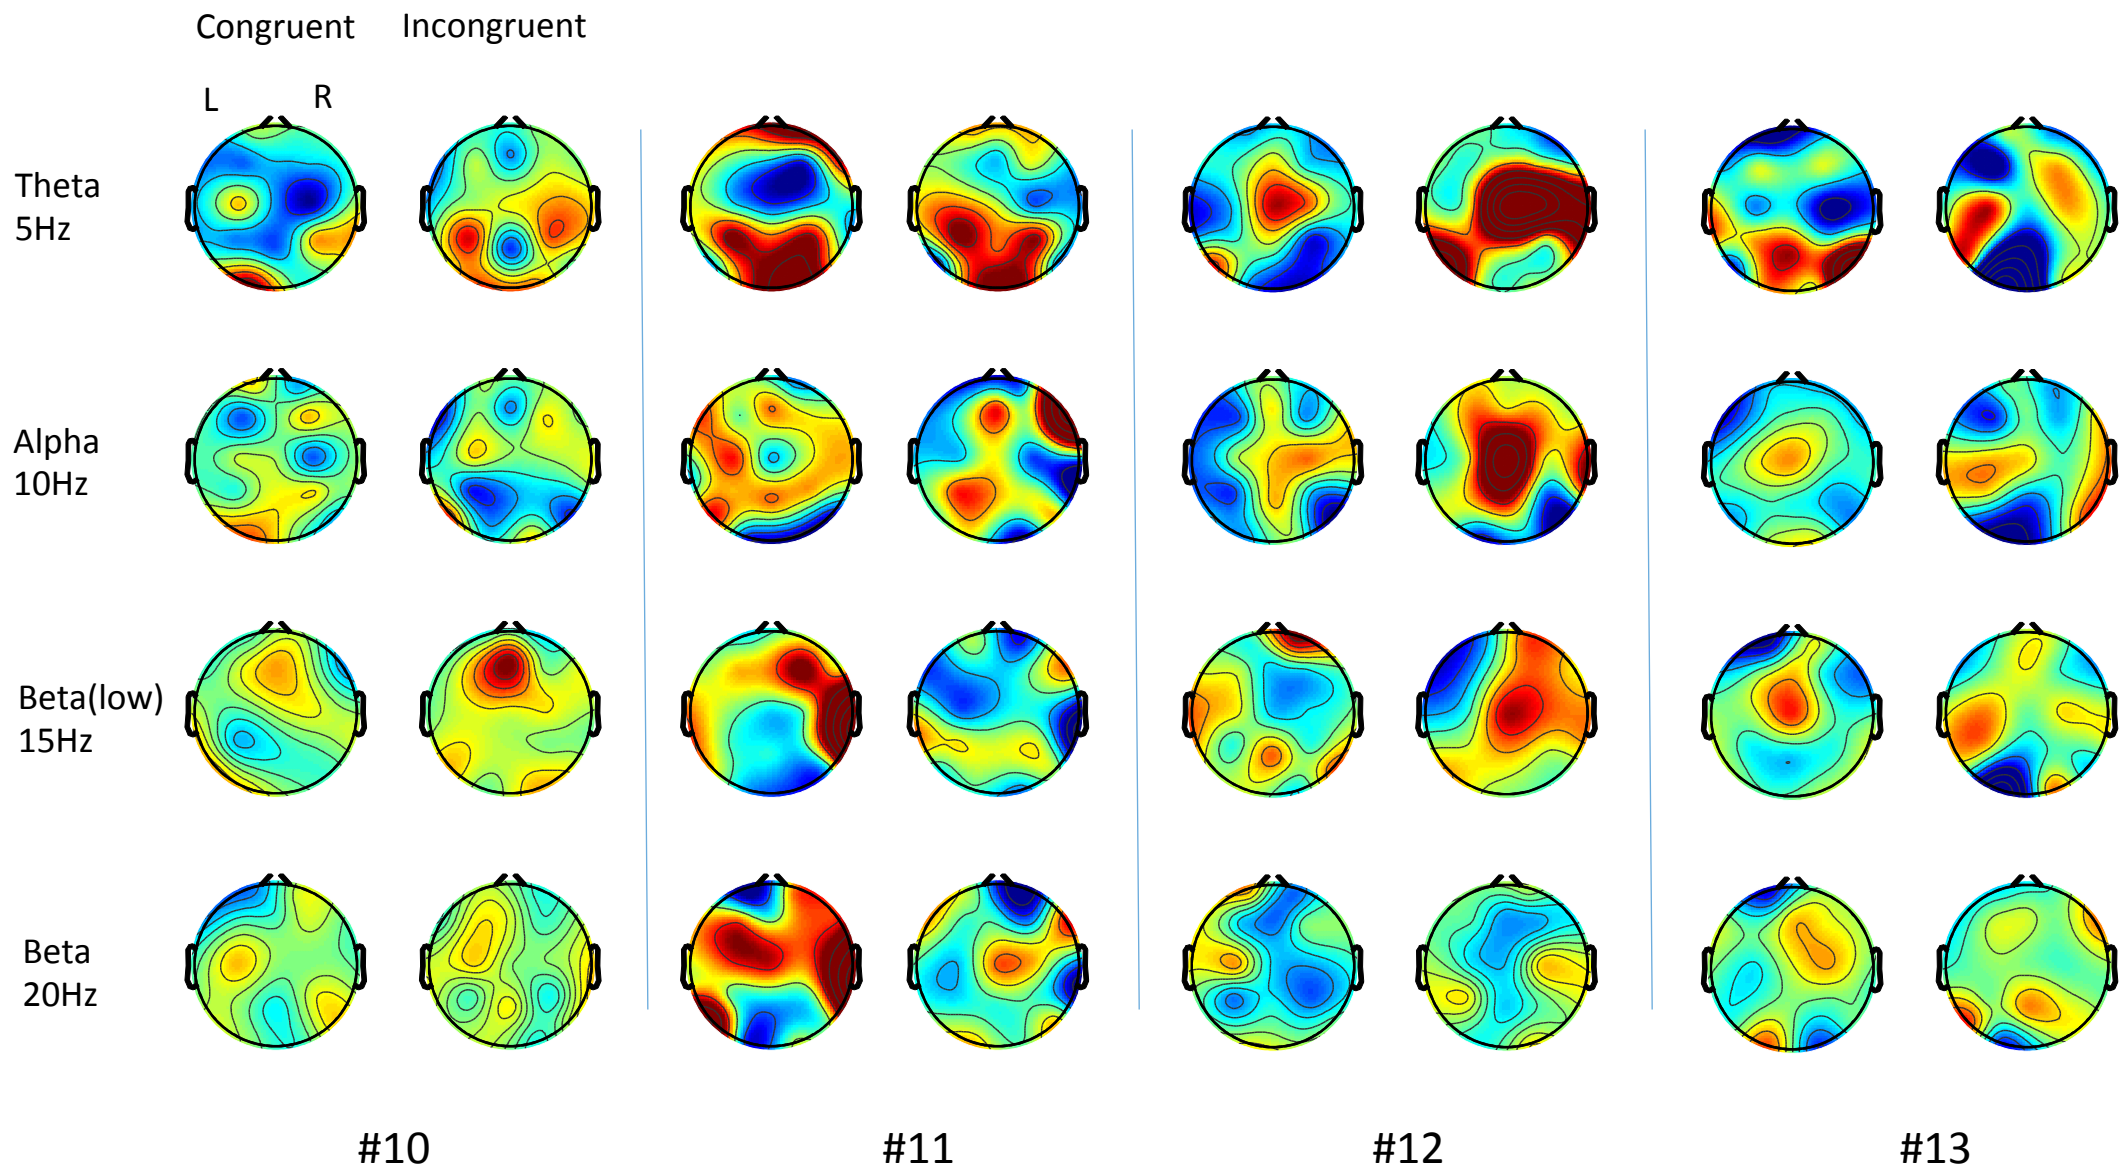 Congruent Incongruent
L R
Theta
5Hz
Alpha
10Hz
Beta(low)
15Hz
Beta
20Hz
#10 #11 #12 #13